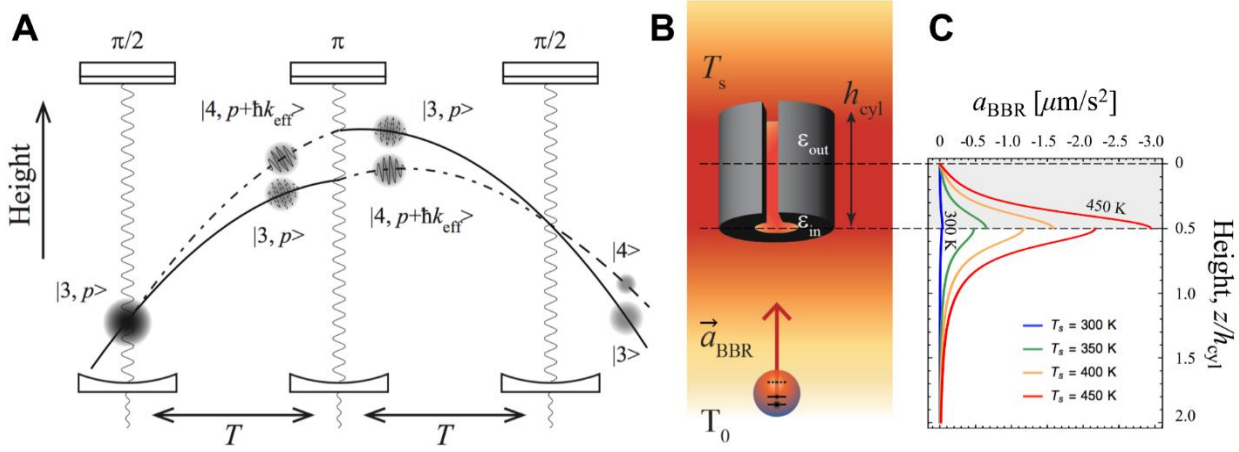 A
π/2
π
π/2
Height
|4, p+ħk_eff>
|3, p>
|3, p>
|4, p+ħk_eff>
|3, p>
|4>
|3>
T
T
B
T_s
h_cyl
ε_out
ε_in
a⃗_BBR
T_0
C
a_BBR [μm/s²]
0 -0.5 -1.0 -1.5 -2.0 -2.5 -3.0
0
0.5
1.0
1.5
2.0
450 K
300 K
Height, z/h_cyl
T_s = 300 K
T_s = 350 K
T_s = 400 K
T_s = 450 K